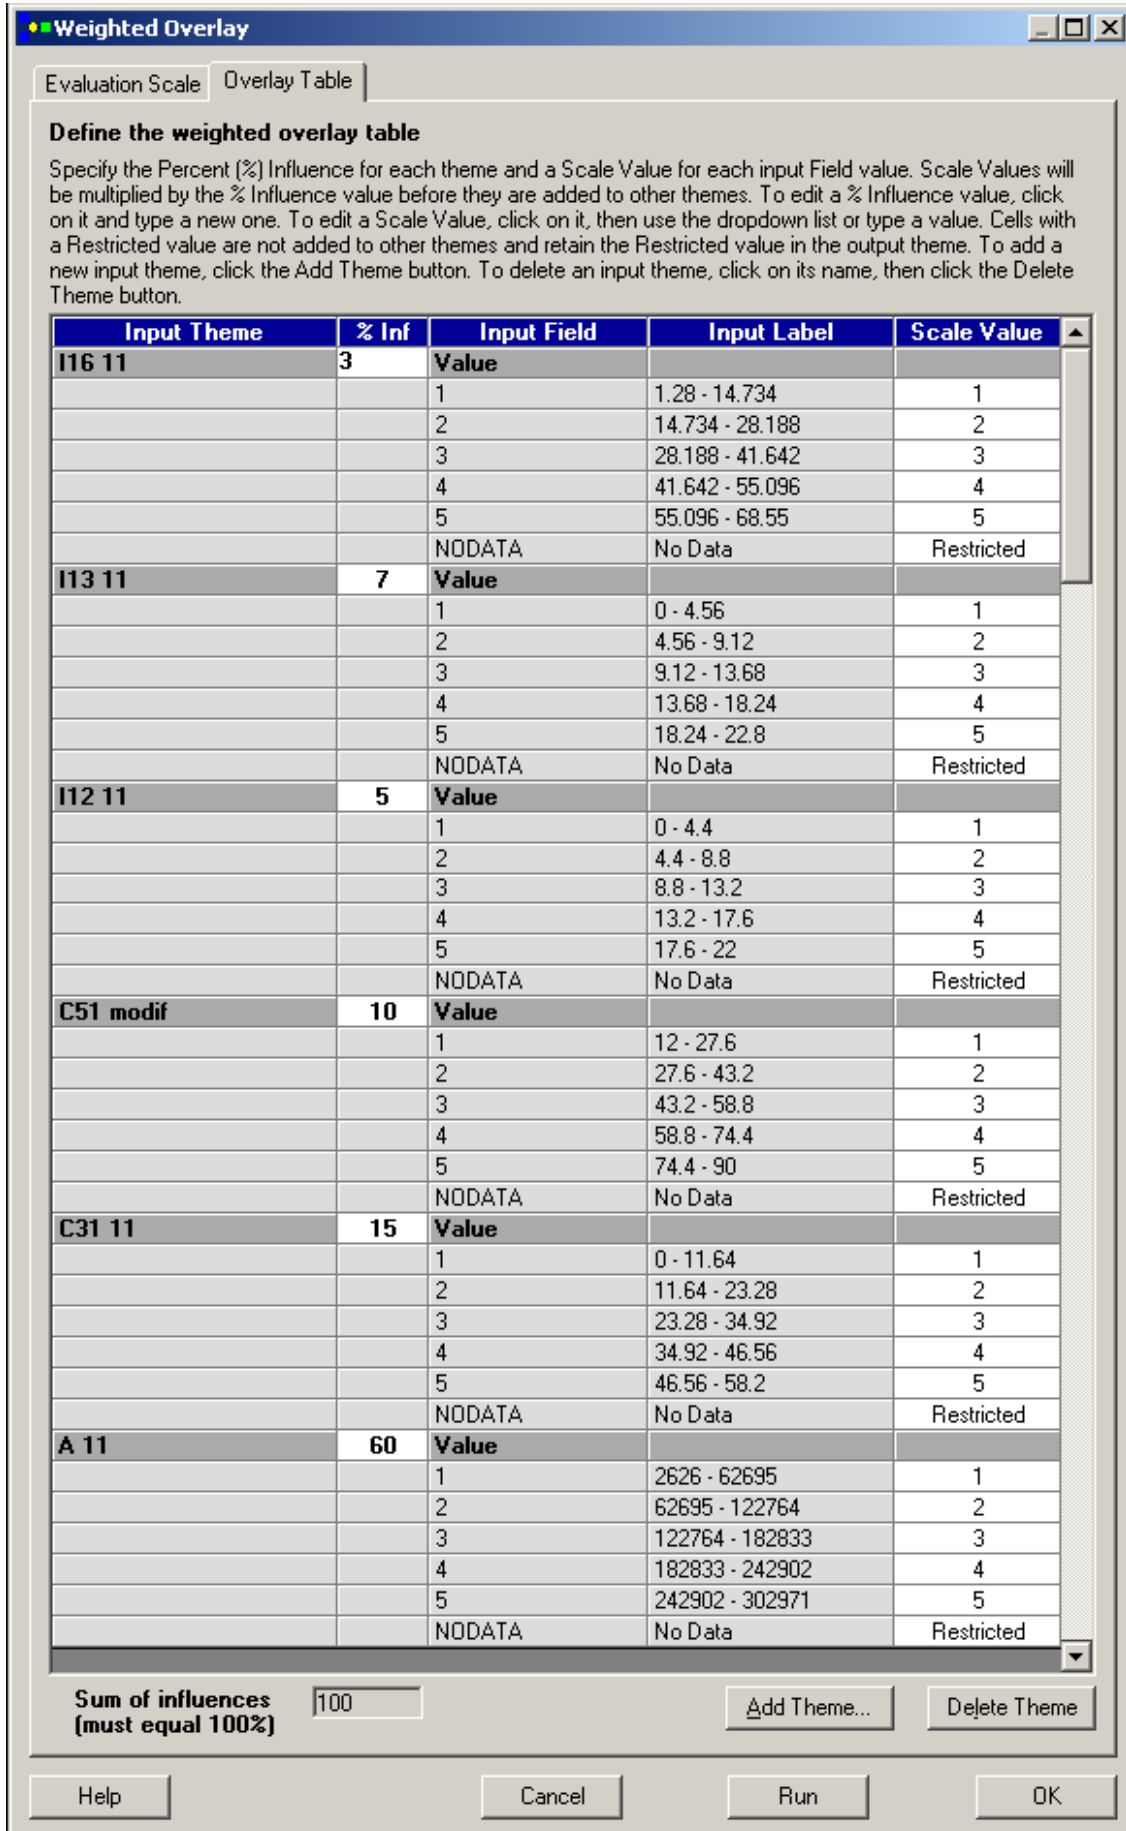 Weighted Overlay
Evaluation Scale Overlay Table
Define the weighted overlay table
Specify the Percent (%) Influence for each theme and a Scale Value for each input Field value. Scale Values will
be multiplied by the % Influence value before they are added to other themes. To edit a % Influence value, click
on it and type a new one. To edit a Scale Value, click on it, then use the dropdown list or type a value. Cells with
a Restricted value are not added to other themes and retain the Restricted value in the output theme. To add a
new input theme, click the Add Theme button. To delete an input theme, click on its name, then click the Delete
Theme button.
Input Theme % Inf Input Field Input Label Scale Value
I16 11 3 Value
1 1.28 - 14.734 1
2 14.734 - 28.188 2
3 28.188 - 41.642 3
4 41.642 - 55.096 4
5 55.096 - 68.55 5
NODATA No Data Restricted
I13 11 7 Value
1 0 - 4.56 1
2 4.56 - 9.12 2
3 9.12 - 13.68 3
4 13.68 - 18.24 4
5 18.24 - 22.8 5
NODATA No Data Restricted
I12 11 5 Value
1 0 - 4.4 1
2 4.4 - 8.8 2
3 8.8 - 13.2 3
4 13.2 - 17.6 4
5 17.6 - 22 5
NODATA No Data Restricted
C51 modif 10 Value
1 12 - 27.6 1
2 27.6 - 43.2 2
3 43.2 - 58.8 3
4 58.8 - 74.4 4
5 74.4 - 90 5
NODATA No Data Restricted
C31 11 15 Value
1 0 - 11.64 1
2 11.64 - 23.28 2
3 23.28 - 34.92 3
4 34.92 - 46.56 4
5 46.56 - 58.2 5
NODATA No Data Restricted
A 11 60 Value
1 2626 - 62695 1
2 62695 - 122764 2
3 122764 - 182833 3
4 182833 - 242902 4
5 242902 - 302971 5
NODATA No Data Restricted
Sum of influences 100 Add Theme... Delete Theme
(must equal 100%)
Help Cancel Run OK